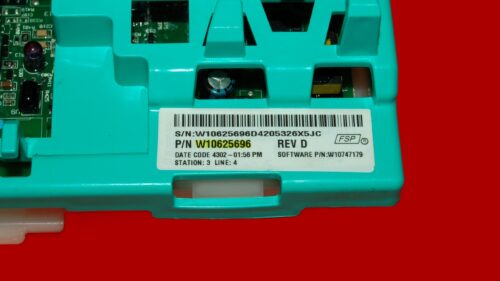 S/N:W10625696D4205326X5JC
P/N W10625696 REV D
FSP ®
DATE CODE 4302-01:56 PM SOFTWARE P/N:W10747179
STATION: 3 LINE: 4